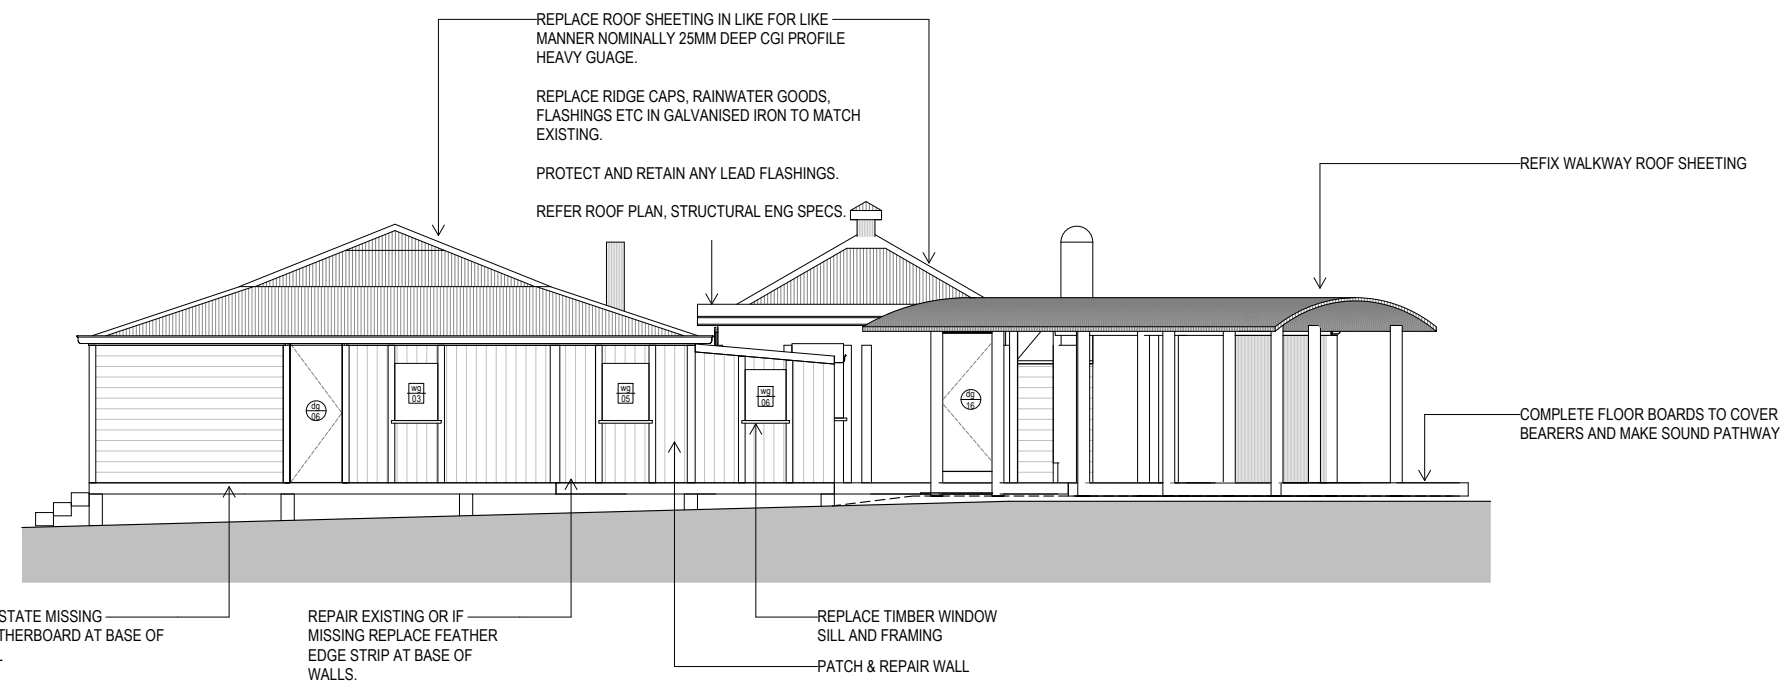 REPLACE ROOF SHEETING IN LIKE FOR LIKE
MANNER NOMINALLY 25MM DEEP CGI PROFILE
HEAVY GUAGE.
REPLACE RIDGE CAPS, RAINWATER GOODS,
FLASHINGS ETC IN GALVANISED IRON TO MATCH
EXISTING.
PROTECT AND RETAIN ANY LEAD FLASHINGS.
REFER ROOF PLAN, STRUCTURAL ENG SPECS.
REFIX WALKWAY ROOF SHEETING
dg
06
wg
03
wg
05
wg
06
dg
16
COMPLETE FLOOR BOARDS TO COVER
BEARERS AND MAKE SOUND PATHWAY
STATE MISSING
THERBOARD AT BASE OF
REPAIR EXISTING OR IF
MISSING REPLACE FEATHER
EDGE STRIP AT BASE OF
WALLS.
REPLACE TIMBER WINDOW
SILL AND FRAMING
PATCH & REPAIR WALL